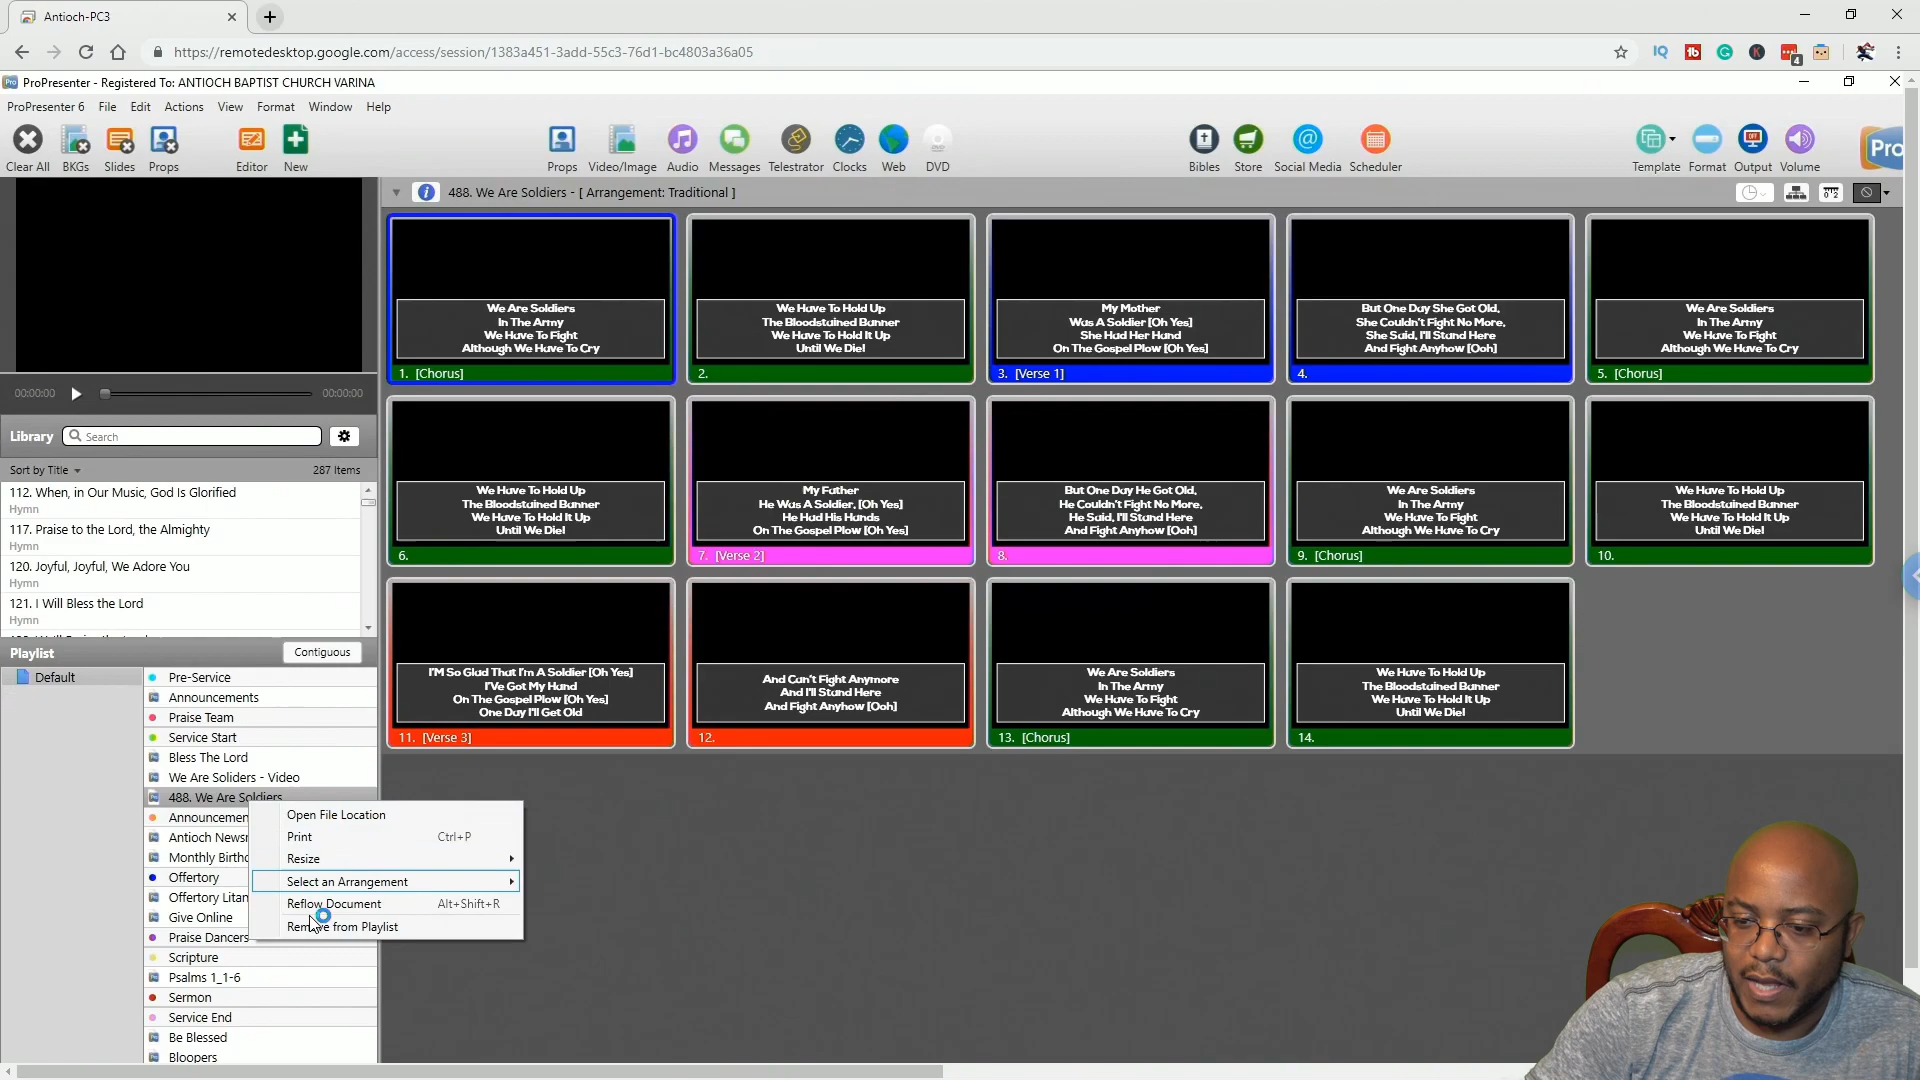 Antioch-PC3
https://remotedesktop.google.com/access/session/1383a451-3add-55c3-76d1-bc4803a36a05
ProPresenter - Registered To: ANTIOCH BAPTIST CHURCH VARINA
ProPresenter 6 File Edit Actions View Format Window Help
Clear All BKGs Slides Props Editor New Props Video/Image Audio Messages Telestrator Clocks Web DVD Bibles Store Social Media Scheduler Template Format Output Volume Pro
488. We Are Soldiers - [ Arrangement: Traditional ]
We Are Soldiers
In The Army
We Have To Fight
Although We Have To Cry
1. [Chorus]
We Have To Hold Up
The Bloodstained Banner
We Have To Hold It Up
Until We Die!
2.
My Mother
Was A Soldier [Oh Yes]
She Had Her Hand
On The Gospel Plow [Oh Yes]
3. [Verse 1]
But One Day She Got Old,
She Couldn't Fight No More,
She Said, I'll Stand Here
And Fight Anyhow [Ooh]
4.
We Are Soldiers
In The Army
We Have To Fight
Although We Have To Cry
5. [Chorus]
We Have To Hold Up
The Bloodstained Banner
We Have To Hold It Up
Until We Die!
6.
My Father
He Was A Soldier, [Oh Yes]
He Had His Hands
On The Gospel Plow [Oh Yes]
7. [Verse 2]
But One Day He Got Old,
He Couldn't Fight No More,
He Said, I'll Stand Here
And Fight Anyhow [Ooh]
8.
We Are Soldiers
In The Army
We Have To Fight
Although We Have To Cry
9. [Chorus]
We Have To Hold Up
The Bloodstained Banner
We Have To Hold It Up
Until We Die!
10.
I'M So Glad That I'm A Soldier [Oh Yes]
I've Got My Hand
On The Gospel Plow [Oh Yes]
One Day I'll Get Old
11. [Verse 3]
And Can't Fight Anymore
And I'll Stand Here
And Fight Anyhow [Ooh]
12.
We Are Soldiers
In The Army
We Have To Fight
Although We Have To Cry
13. [Chorus]
We Have To Hold Up
The Bloodstained Banner
We Have To Hold It Up
Until We Die!
14.
00:00:00 00:00:00
Library Search
Sort by Title 287 Items
112. When, in Our Music, God Is Glorified
Hymn
117. Praise to the Lord, the Almighty
Hymn
120. Joyful, Joyful, We Adore You
Hymn
121. I Will Bless the Lord
Hymn
Playlist Contiguous
Default
Pre-Service
Announcements
Praise Team
Service Start
Bless The Lord
We Are Soliders - Video
488. We Are Soldiers
Announcemen
Antioch Newsr
Monthly Birth
Offertory
Offertory Litan
Give Online
Praise Dancers
Scripture
Psalms 1_1-6
Sermon
Service End
Be Blessed
Bloopers
Open File Location
Print Ctrl+P
Resize
Select an Arrangement
Reflow Document Alt+Shift+R
Remove from Playlist